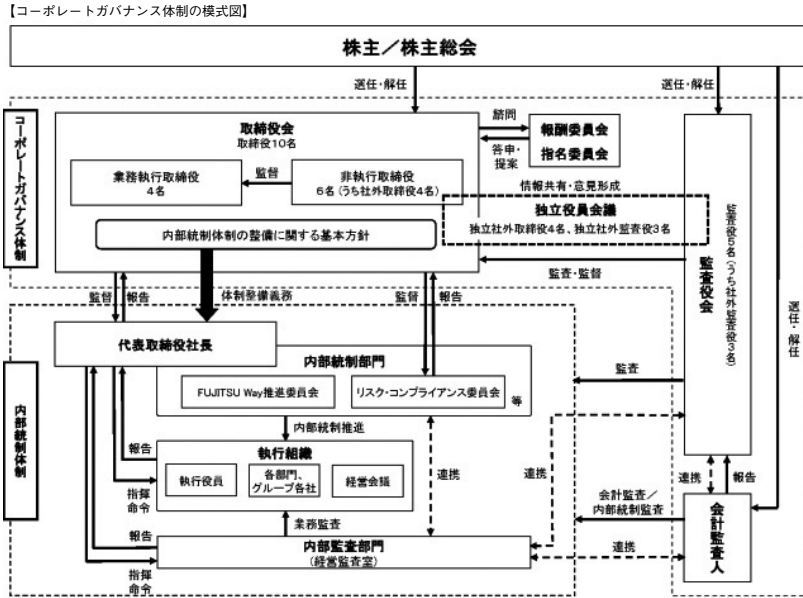 【コーポレートガバナンス体制の模式図】
株主／株主総会
選任・解任
選任・解任
コーポレートガバナンス体制
取締役会
取締役10名
諮問
答申・
提案
報酬委員会
指名委員会
業務執行取締役
4名
監督
非執行取締役
6名（うち社外取締役4名）
情報共有・意見形成
独立役員会議
独立社外取締役4名、独立社外監査役3名
内部統制体制の整備に関する基本方針
監査役会
監査役5名（うち社外監査役3名）
監査・監督
監督
報告
体制整備義務
監督
報告
選任・解任
内部統制体制
代表取締役社長
内部統制部門
FUJITSU Way推進委員会
リスク・コンプライアンス委員会
等
監査
内部統制推進
報告
執行組織
執行役員
各部門、
グループ各社
経営会議
連携
連携
連携
報告
指揮
命令
業務監査
会計監査／
内部統制監査
会計監査人
報告
内部監査部門
（経営監査室）
連携
指揮
命令